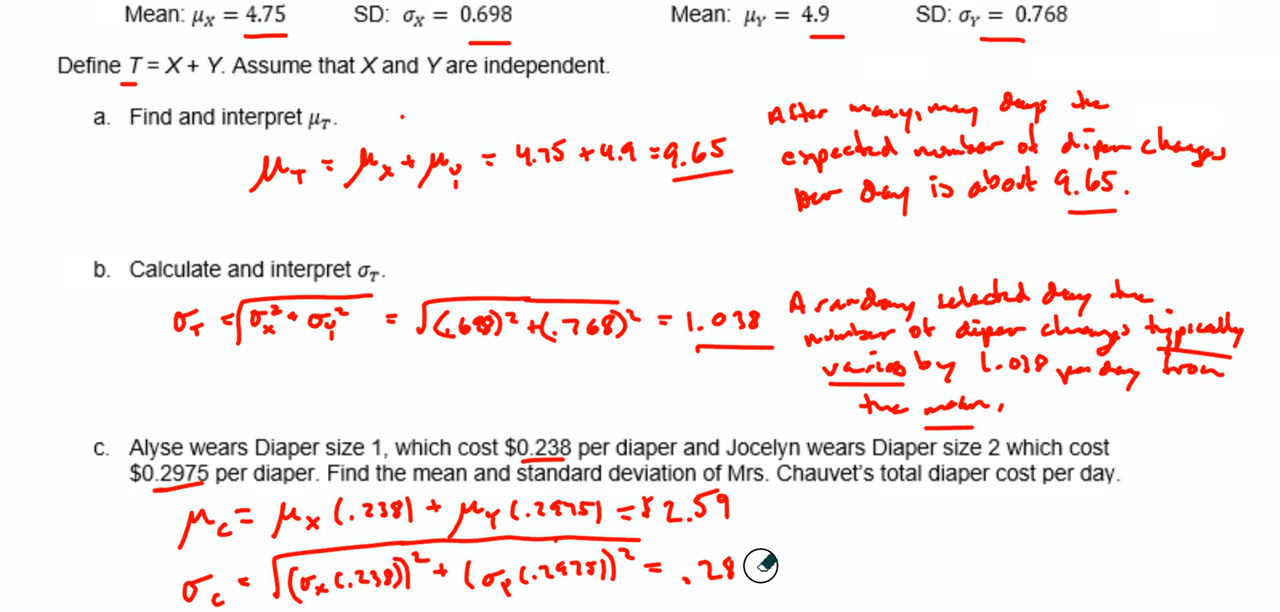 Mean: μX = 4.75 SD: σX = 0.698 Mean: μY = 4.9 SD: σY = 0.768
Define T = X + Y. Assume that X and Y are independent.
a. Find and interpret μT.
μT = μx + μy = 4.75 + 4.9 = 9.65
After many, many days the
expected number of diper changes
per day is about 9.65.
b. Calculate and interpret σT.
σT = √σx² + σy² = √(.698)² + (.768)² = 1.038
A randomy selected day the
number of diper changes typically
varies by 1.038 per day from
the mean.
c. Alyse wears Diaper size 1, which cost $0.238 per diaper and Jocelyn wears Diaper size 2 which cost
$0.2975 per diaper. Find the mean and standard deviation of Mrs. Chauvet's total diaper cost per day.
μc = μx (.238) + μy (.2975) = $2.59
σc = √(σx (.238))² + (σy (.2975))² = .28